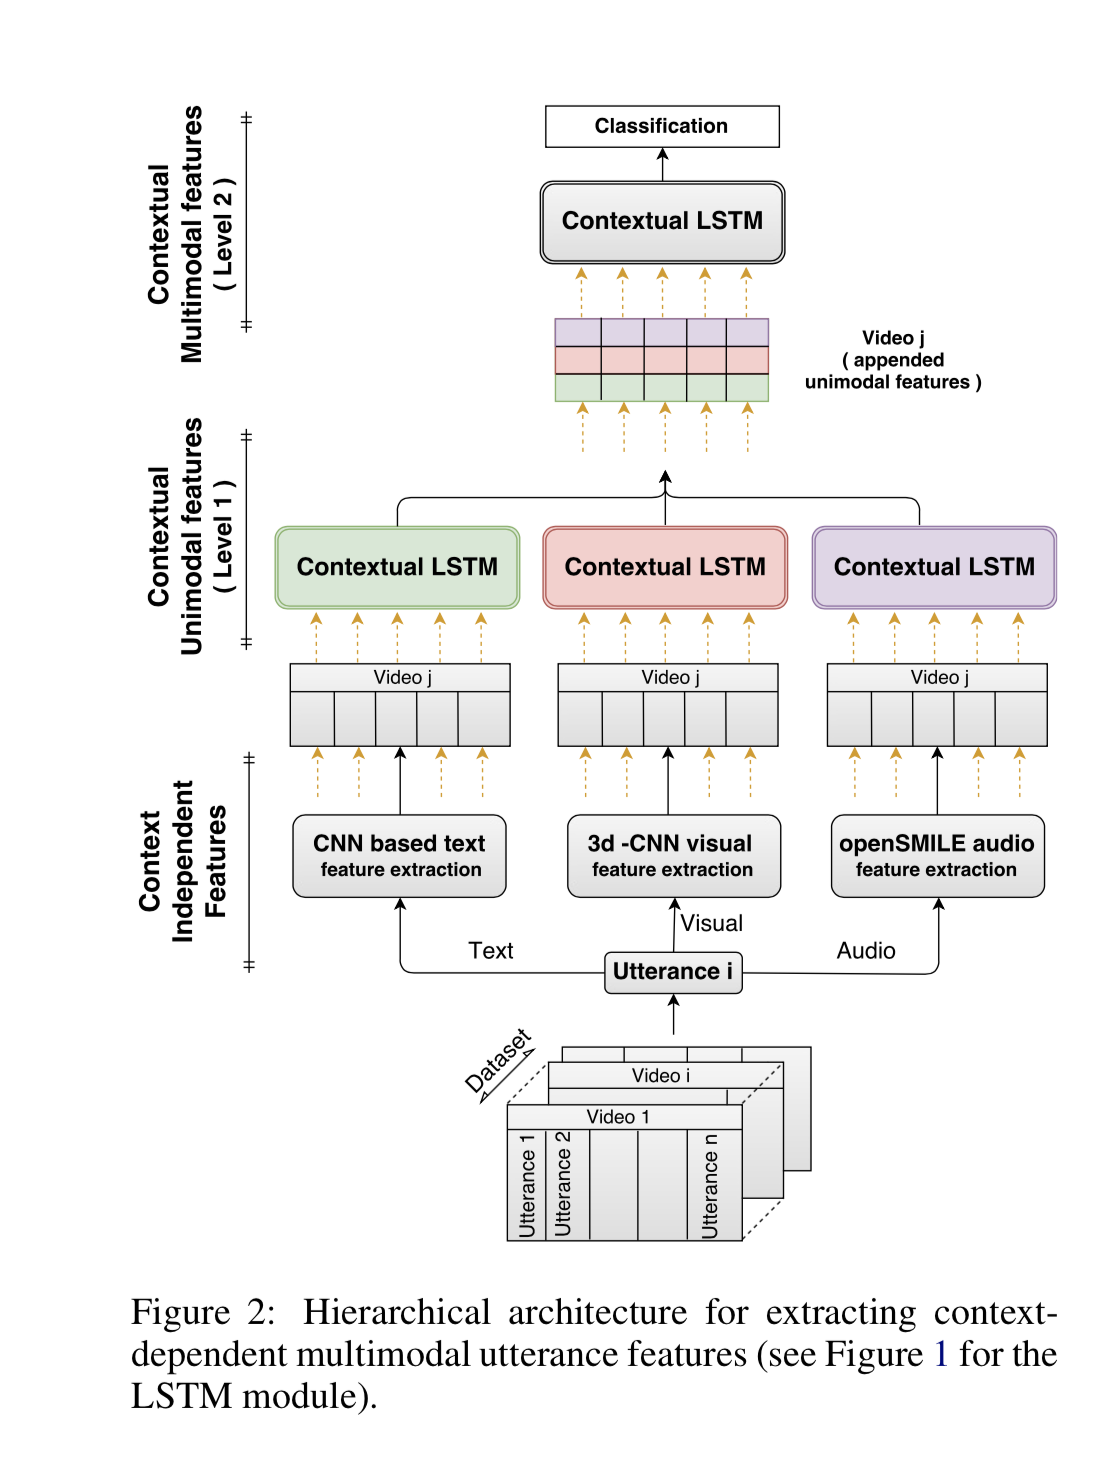 Classification
Contextual
Multimodal features
( Level 2 )
Contextual LSTM
Video j
( appended
unimodal features )
Contextual
Unimodal features
( Level 1 )
Contextual LSTM
Contextual LSTM
Contextual LSTM
Video j
Video j
Video j
Context
Independent
Features
CNN based text
feature extraction
3d -CNN visual
feature extraction
openSMILE audio
feature extraction
Text
Visual
Audio
Utterance i
Dataset
Video i
Video 1
Utterance 1
Utterance 2
Utterance n
Figure 2: Hierarchical architecture for extracting context-
dependent multimodal utterance features (see Figure 1 for the
LSTM module).